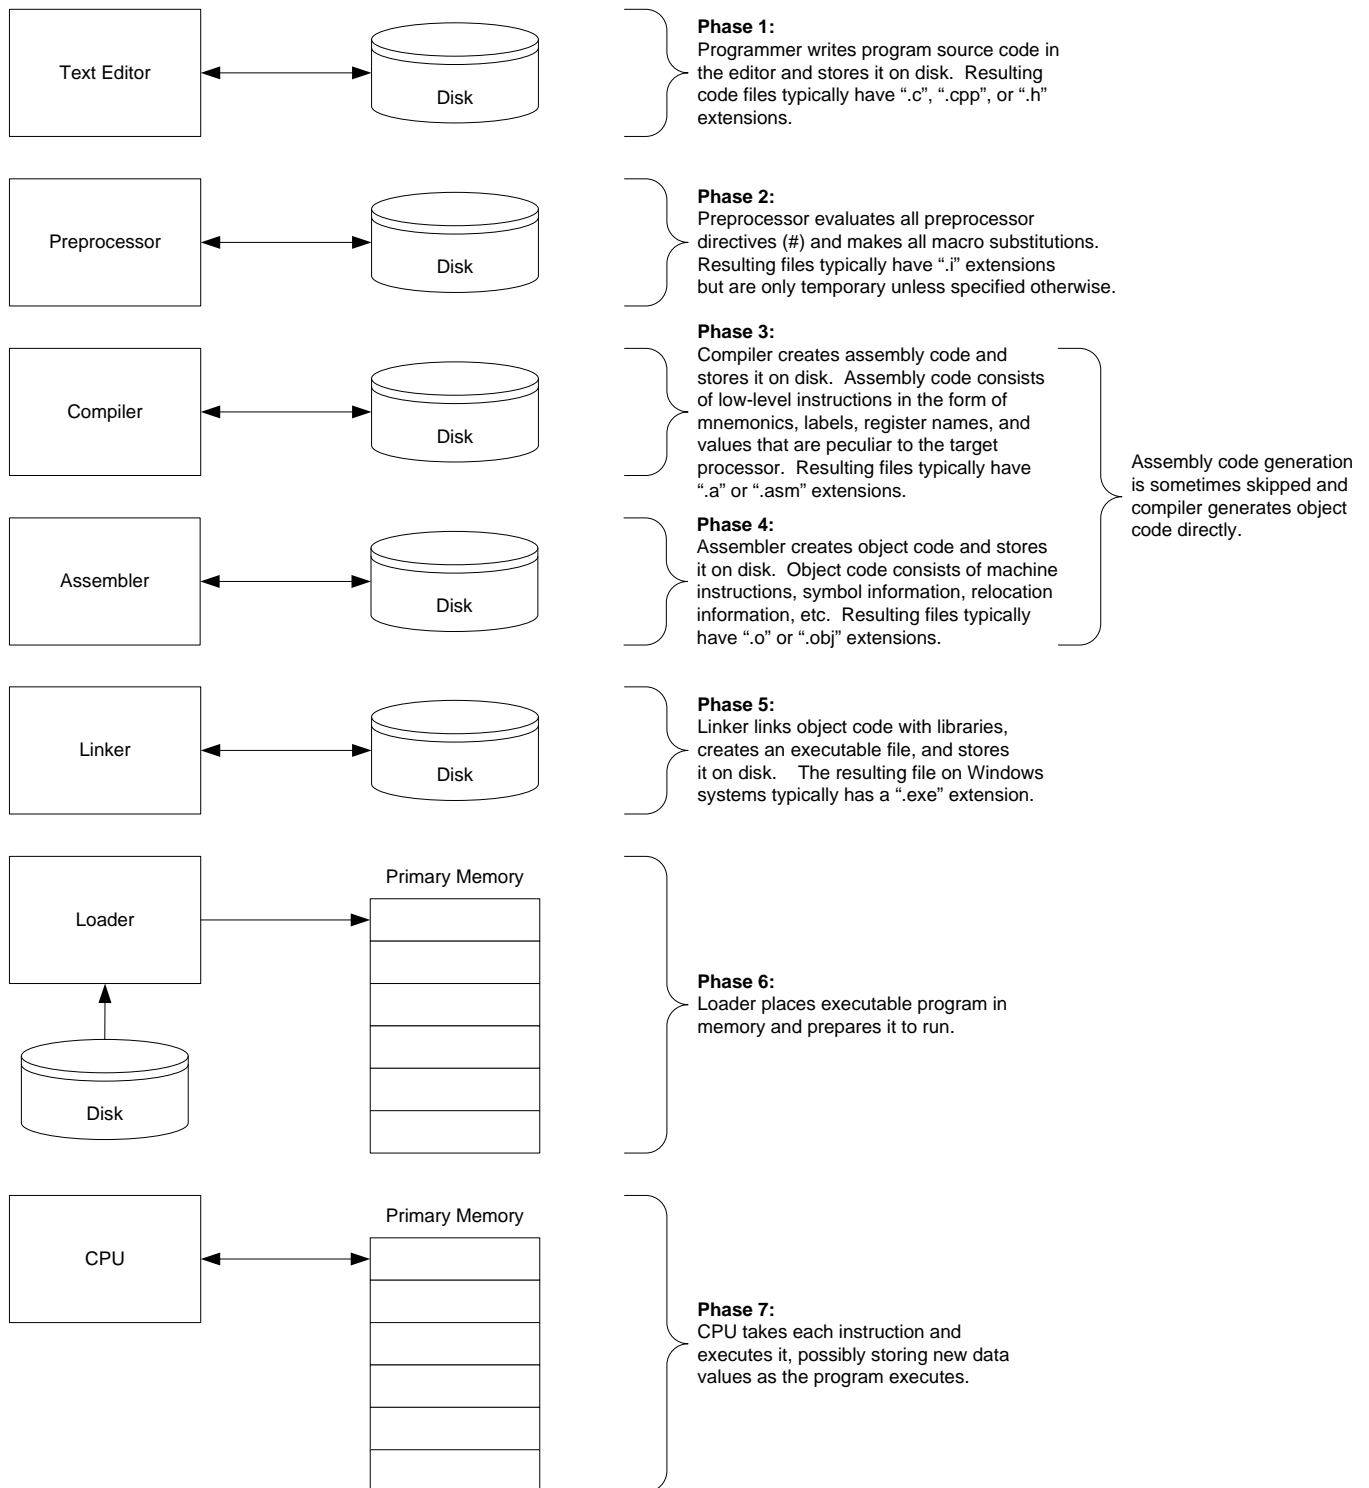 Text Editor
Disk
Phase 1:
Programmer writes program source code in
the editor and stores it on disk.  Resulting
code files typically have “.c”, “.cpp”, or “.h”
extensions.
Preprocessor
Disk
Phase 2:
Preprocessor evaluates all preprocessor
directives (#) and makes all macro substitutions.
Resulting files typically have “.i” extensions
but are only temporary unless specified otherwise.
Compiler
Disk
Phase 3:
Compiler creates assembly code and
stores it on disk.  Assembly code consists
of low-level instructions in the form of
mnemonics, labels, register names, and
values that are peculiar to the target
processor.  Resulting files typically have
“.a” or “.asm” extensions.
Assembly code generation
is sometimes skipped and
compiler generates object
code directly.
Assembler
Disk
Phase 4:
Assembler creates object code and stores
it on disk.  Object code consists of machine
instructions, symbol information, relocation
information, etc.  Resulting files typically
have “.o” or “.obj” extensions.
Linker
Disk
Phase 5:
Linker links object code with libraries,
creates an executable file, and stores
it on disk.    The resulting file on Windows
systems typically has a “.exe” extension.
Loader
Disk
Primary Memory
Phase 6:
Loader places executable program in
memory and prepares it to run.
CPU
Primary Memory
Phase 7:
CPU takes each instruction and
executes it, possibly storing new data
values as the program executes.